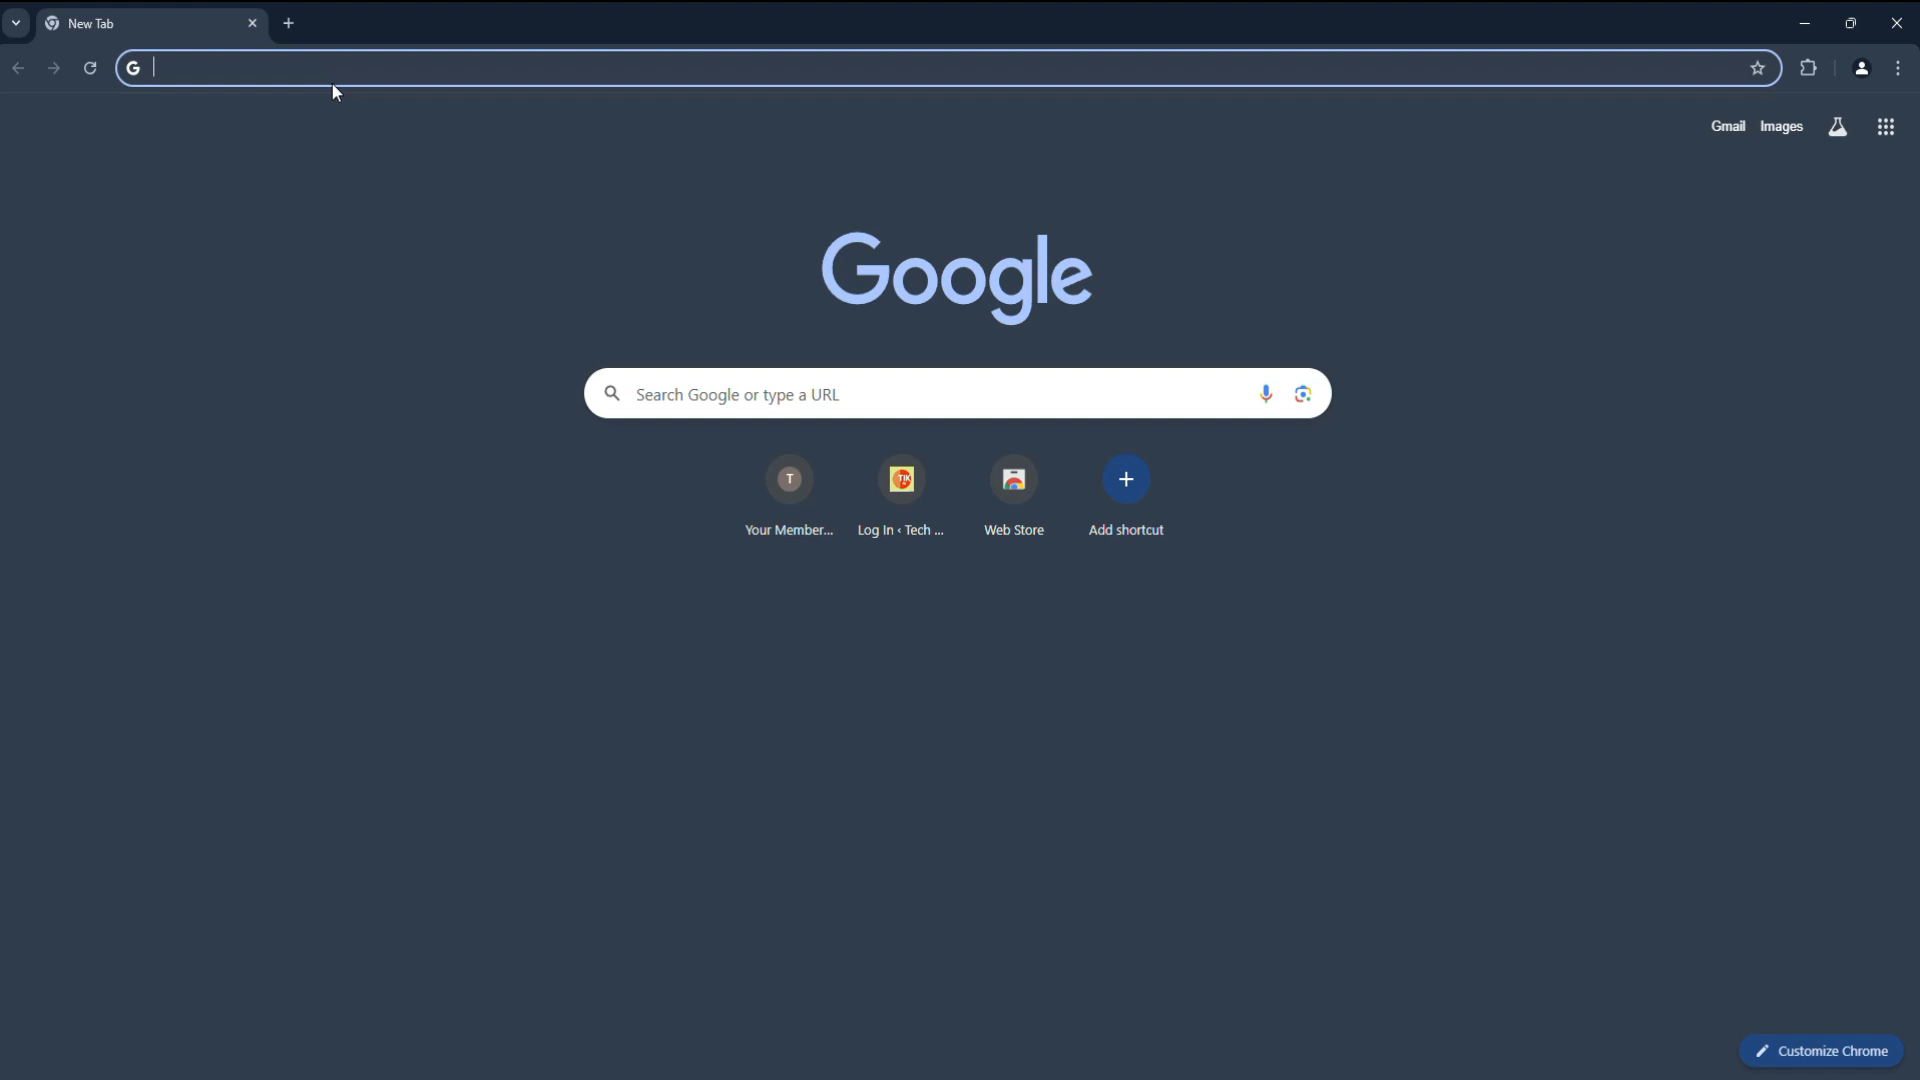 New Tab
G
Gmail Images
Google
Search Google or type a URL
T
TIK
Your Member...
Log In ‹ Tech ...
Web Store
Add shortcut
Customize Chrome